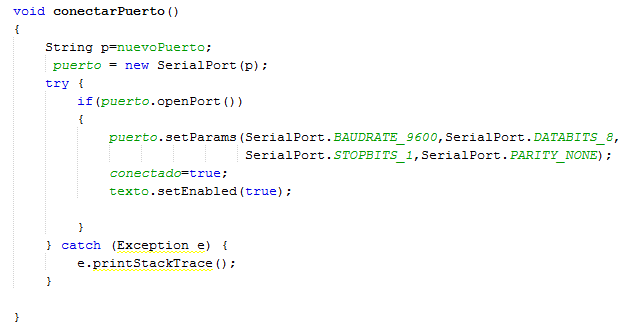 void conectarPuerto()
{
String p=nuevoPuerto;
puerto = new SerialPort(p);
try {
if(puerto.openPort())
{
puerto.setParams(SerialPort.BAUDRATE_9600,SerialPort.DATABITS_8,
SerialPort.STOPBITS_1,SerialPort.PARITY_NONE);
conectado=true;
texto.setEnabled(true);
}
} catch (Exception e) {
e.printStackTrace();
}
}